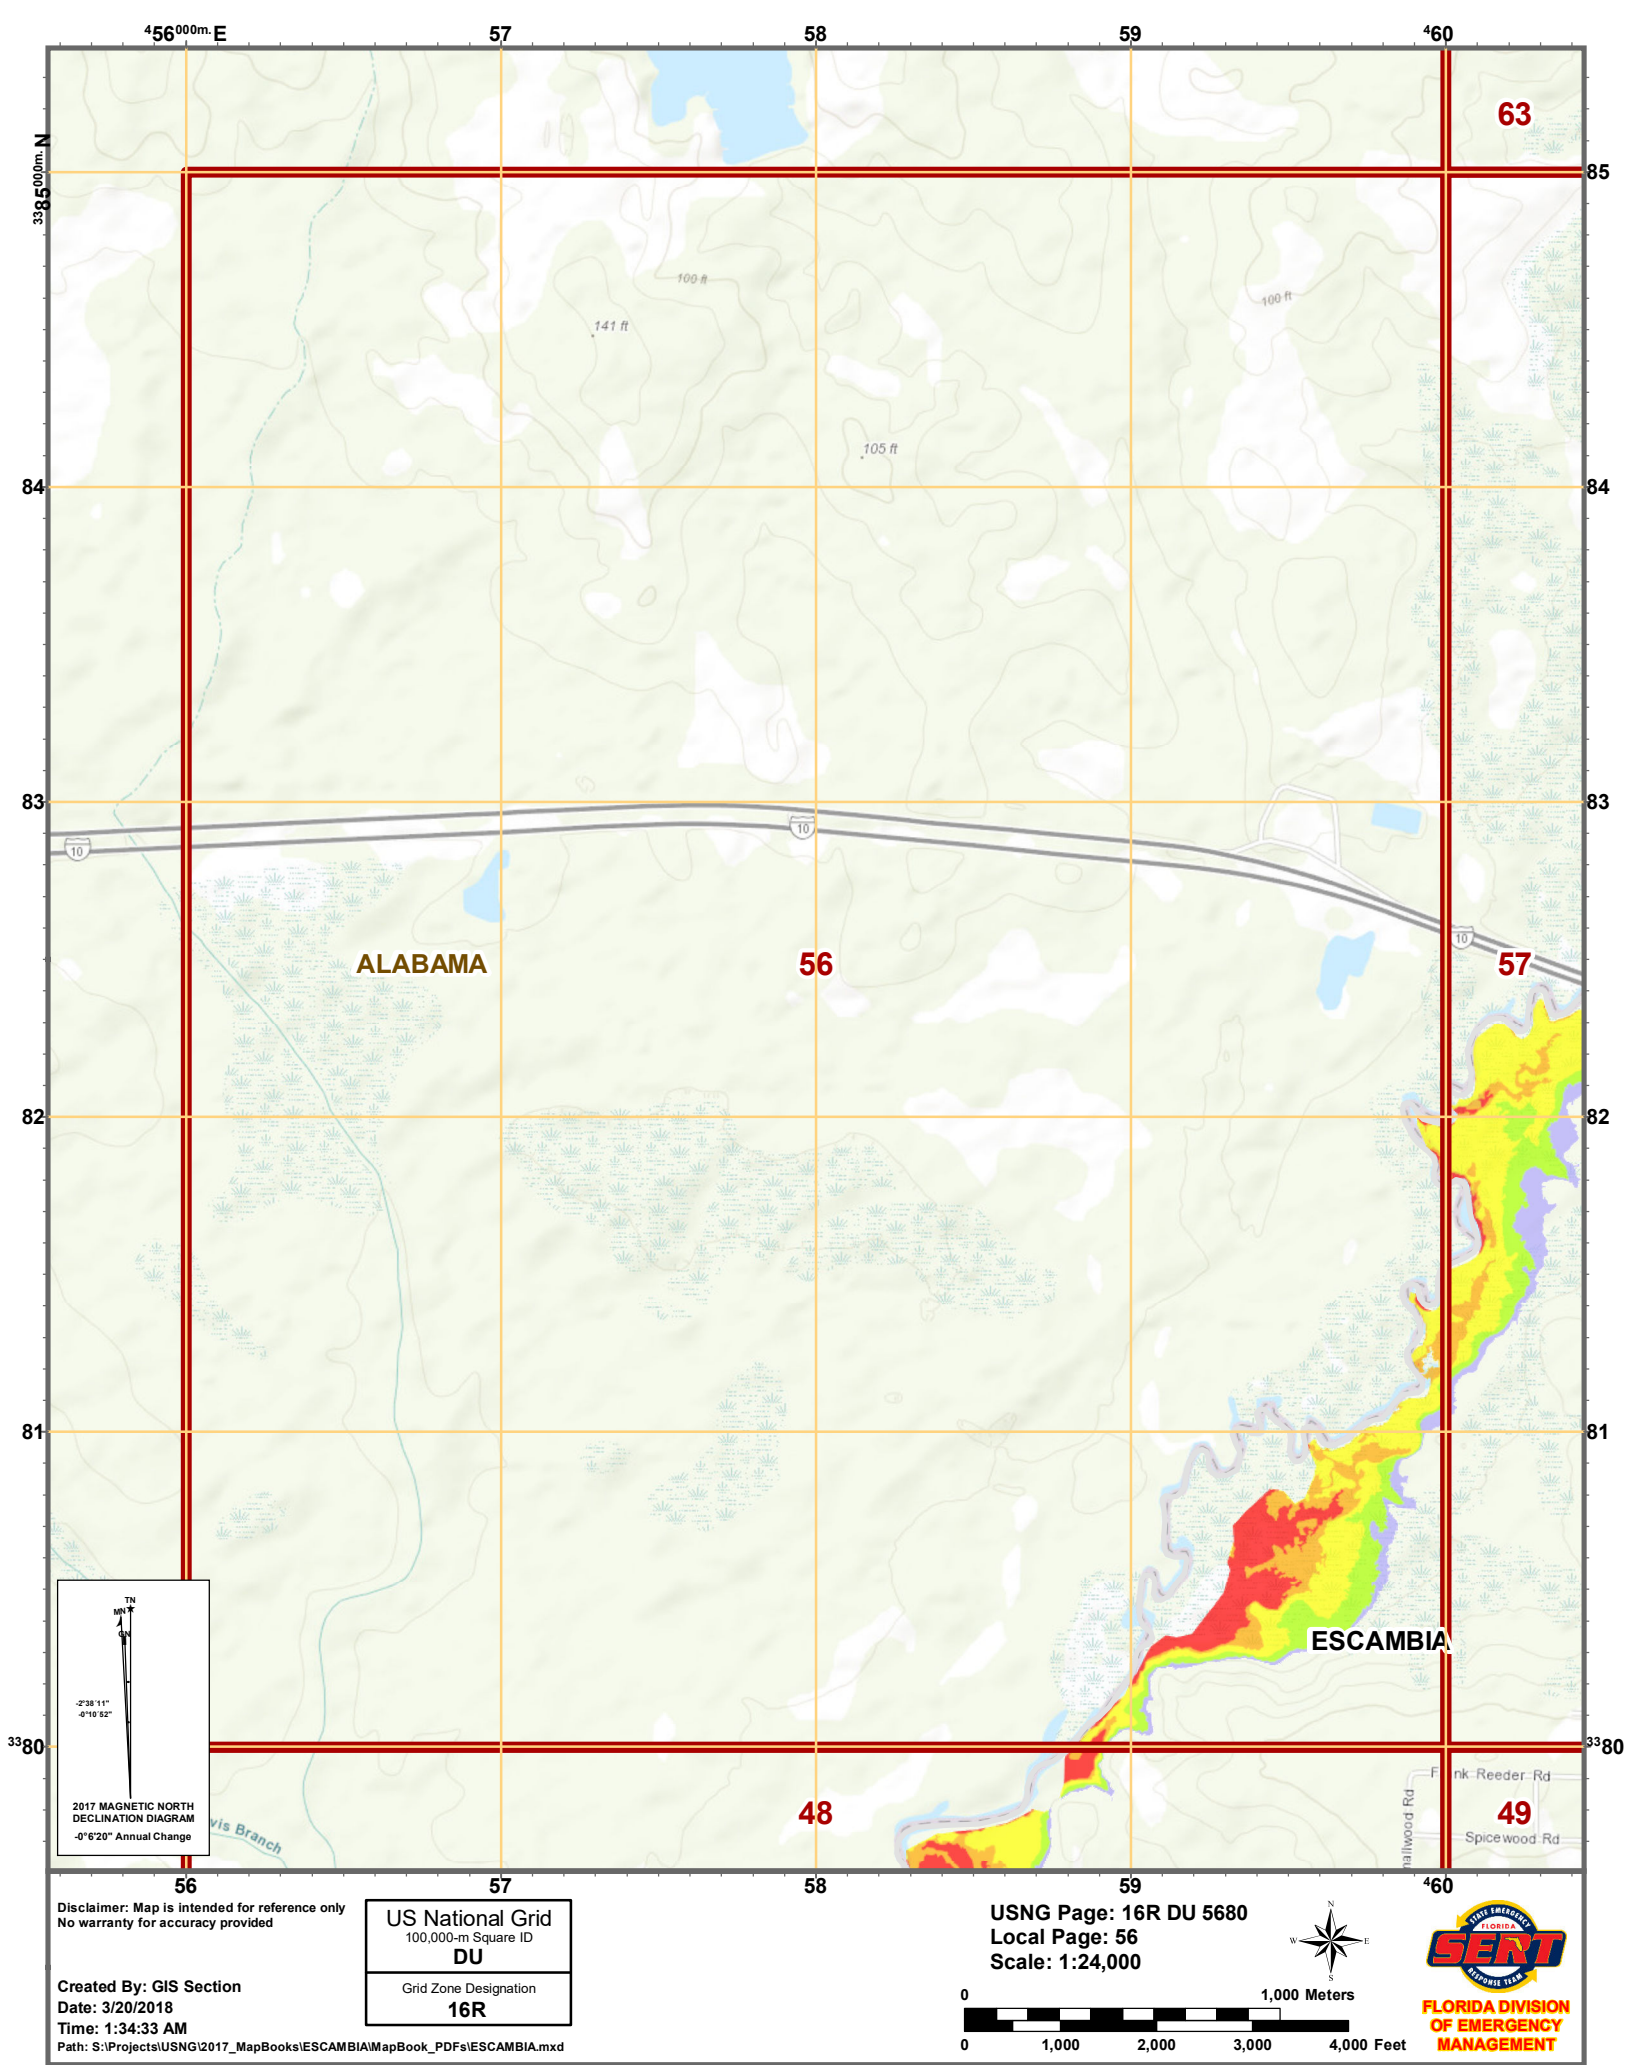 456000m. E 57 58 59 460
63
3385000m. N
85
100 ft
100 ft
141 ft
105 ft
84 84
83 83
10
10
10
ALABAMA
56
57
82 82
81 81
ESCAMBIA
TN
MN
GN
-2°38'11"
-0°10'52"
3380 3380
2017 MAGNETIC NORTH
DECLINATION DIAGRAM
-0°6'20" Annual Change
Reeder Rd
48
49
Spicewood Rd
Rd
Branch
56 57 58 59 460
Disclaimer: Map is intended for reference only
No warranty for accuracy provided
Created By: GIS Section
Date: 3/20/2018
Time: 1:34:33 AM
Path: S:\Projects\USNG\2017_MapBooks\ESCAMBIA\MapBook_PDFs\ESCAMBIA.mxd
US National Grid
100,000-m Square ID
DU
Grid Zone Designation
16R
USNG Page: 16R DU 5680
Local Page: 56
Scale: 1:24,000
N
W E
S
0 1,000 Meters
0 1,000 2,000 3,000 4,000 Feet
STATE EMERGENCY
FLORIDA
SERT
RESPONSE TEAM
FLORIDA DIVISION
OF EMERGENCY
MANAGEMENT